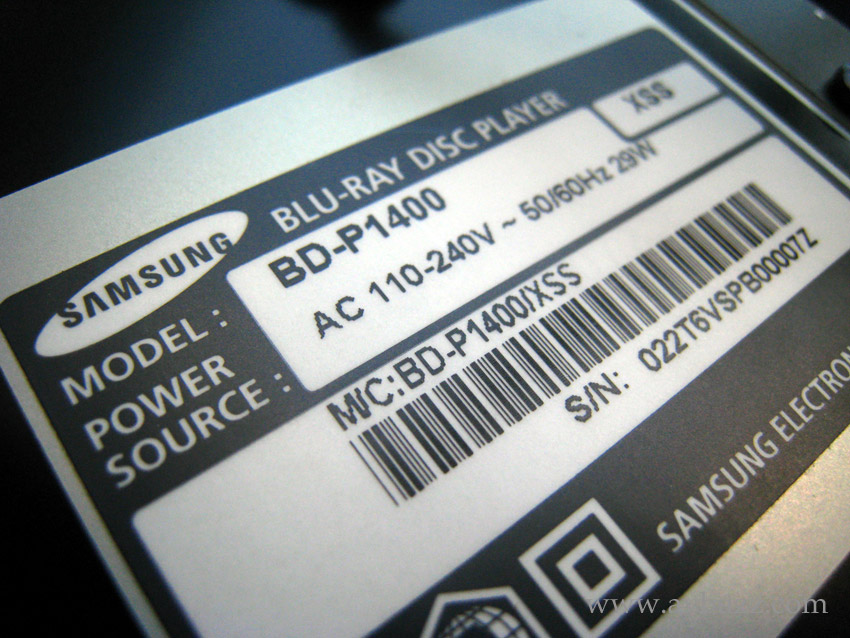 BLU-RAY DISC PLAYER
XSS
SAMSUNG
MODEL :
BD-P1400
POWER
SOURCE :
AC 110-240V ~ 50/60Hz 29W
M/C:BD-P1400/XSS
S/N: 022T6VSPB00007Z
SAMSUNG ELECTRON